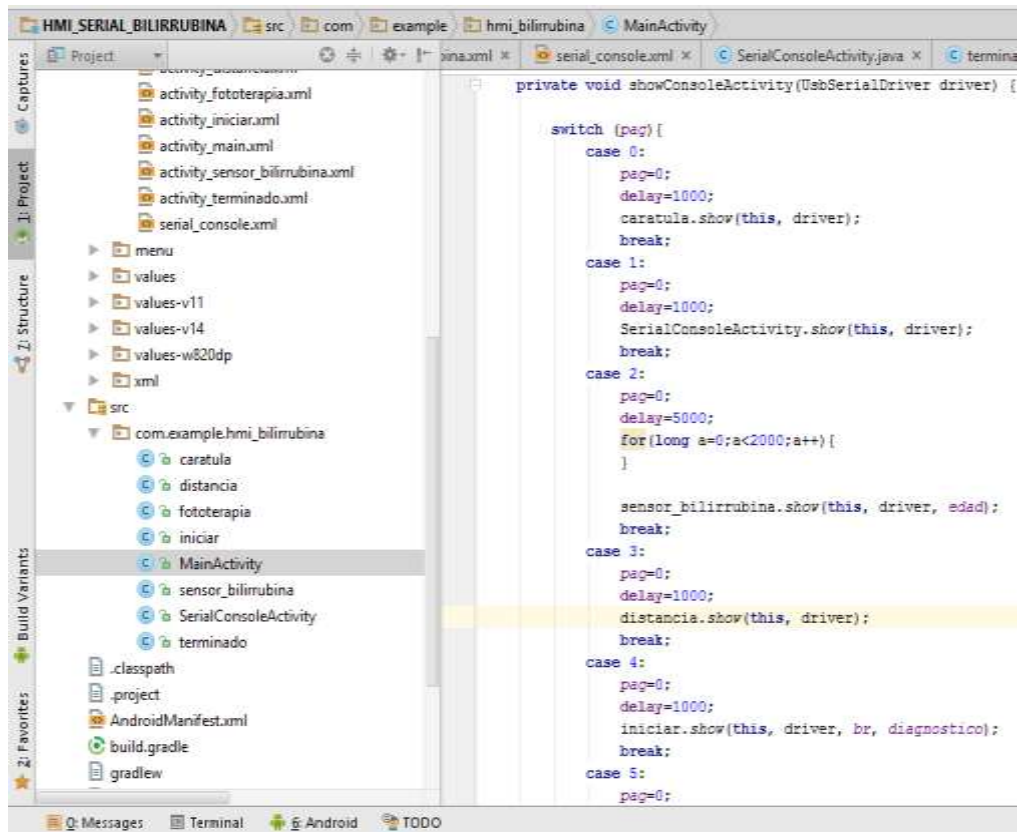 HMI_SERIAL_BILIRRUBINA src com example hmi_bilirrubina MainActivity
Project
serial_console.xml
SerialConsoleActivity.java
Captures
1: Project
Z: Structure
Build Variants
2: Favorites
activity_fototerapia.xml
activity_iniciar.xml
activity_main.xml
activity_sensor_bilirrubina.xml
activity_terminado.xml
serial_console.xml
menu
values
values-v11
values-v14
values-w820dp
xml
src
com.example.hmi_bilirrubina
caratula
distancia
fototerapia
iniciar
MainActivity
sensor_bilirrubina
SerialConsoleActivity
terminado
.classpath
.project
AndroidManifest.xml
build.gradle
gradlew
private void showConsoleActivity(UsbSerialDriver driver) {
switch (pag){
case 0:
pag=0;
delay=1000;
caratula.show(this, driver);
break;
case 1:
pag=0;
delay=1000;
SerialConsoleActivity.show(this, driver);
break;
case 2:
pag=0;
delay=5000;
for(long a=0;a<2000;a++){
}
sensor_bilirrubina.show(this, driver, edad);
break;
case 3:
pag=0;
delay=1000;
distancia.show(this, driver);
break;
case 4:
pag=0;
delay=1000;
iniciar.show(this, driver, br, diagnostico);
break;
case 5:
pag=0;
0: Messages
Terminal
6: Android
TODO